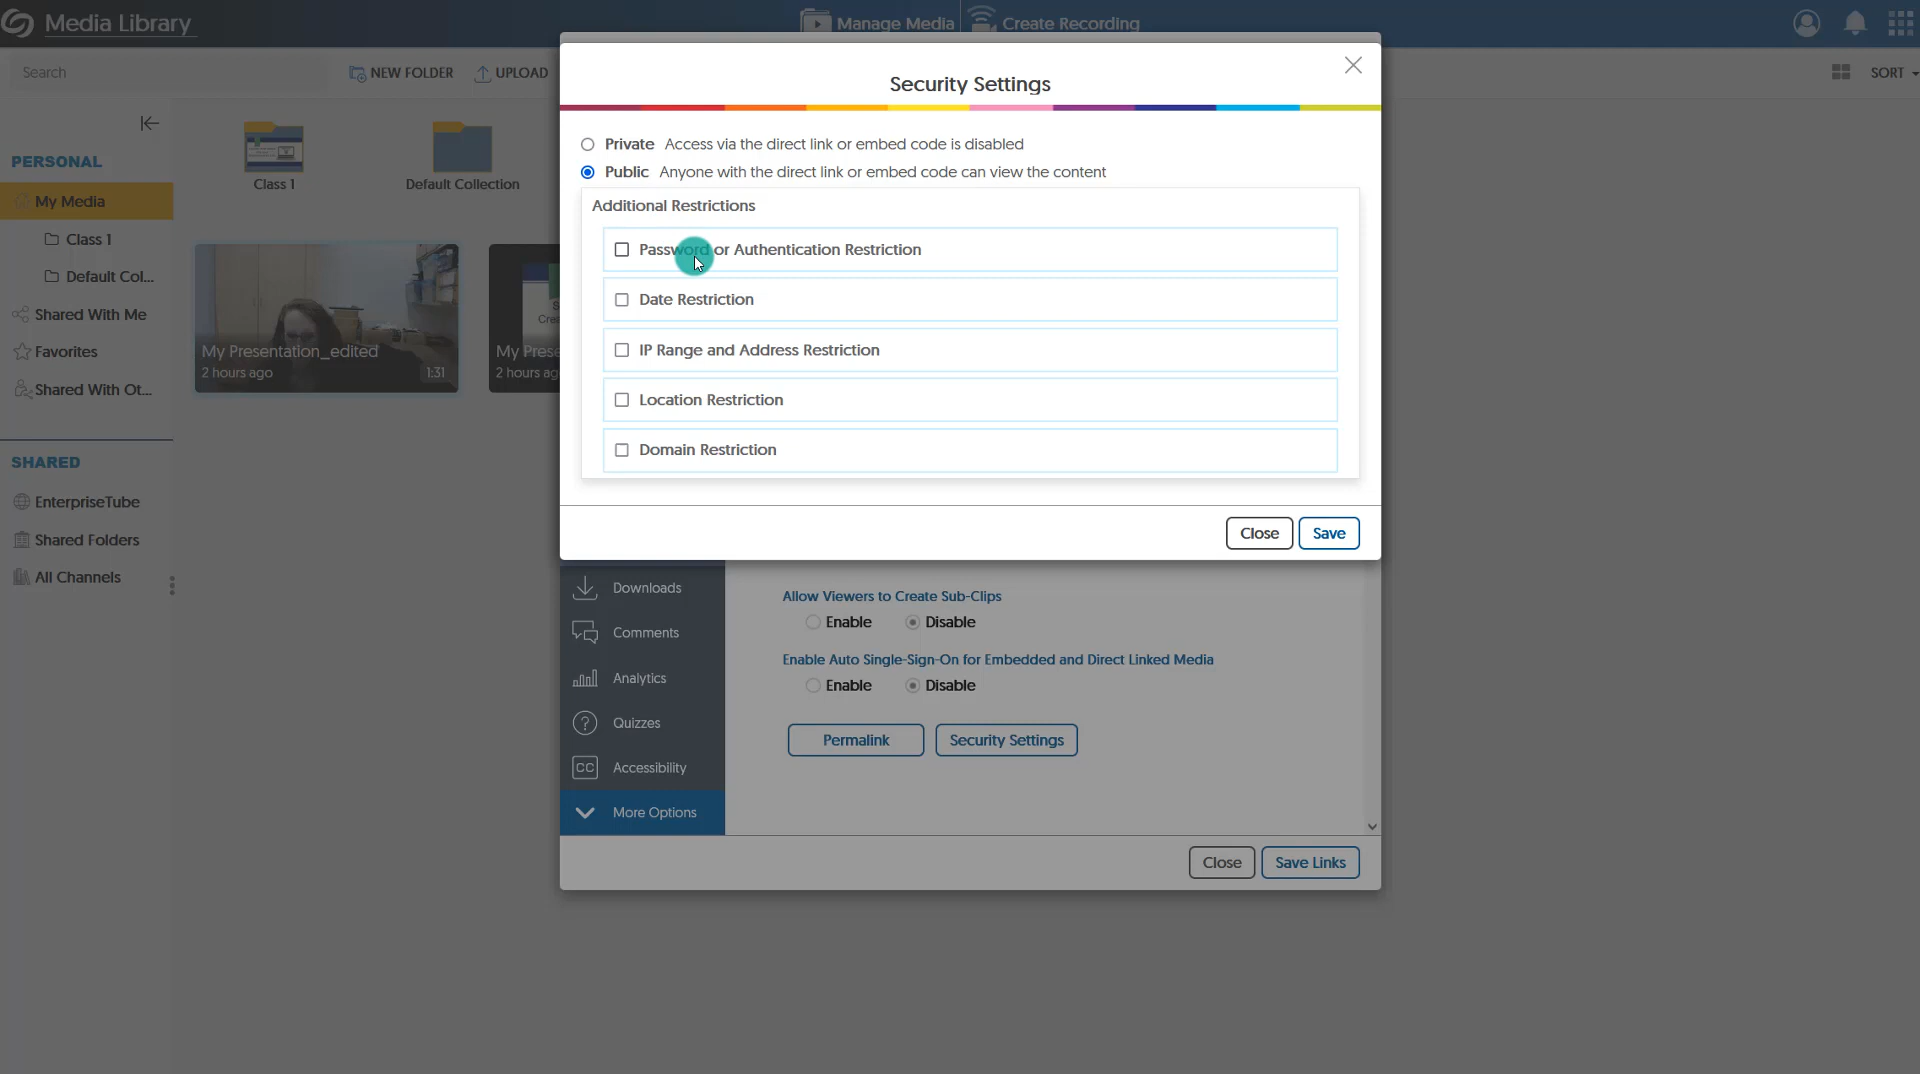 Media Library
Manage Media
Create Recording
Search
NEW FOLDER
UPLOAD
SORT
PERSONAL
My Media
Class 1
Default Col...
Shared With Me
Favorites
Shared With Ot...
SHARED
EnterpriseTube
Shared Folders
All Channels
Class 1
Default Collection
My Presentation_edited
2 hours ago
1:31
My Prese
2 hours ag
Security Settings
Private Access via the direct link or embed code is disabled
Public Anyone with the direct link or embed code can view the content
Additional Restrictions
Password or Authentication Restriction
Date Restriction
IP Range and Address Restriction
Location Restriction
Domain Restriction
Close
Save
Downloads
Comments
Analytics
Quizzes
CC Accessibility
More Options
Allow Viewers to Create Sub-Clips
Enable Disable
Enable Auto Single-Sign-On for Embedded and Direct Linked Media
Enable Disable
Permalink
Security Settings
Close
Save Links